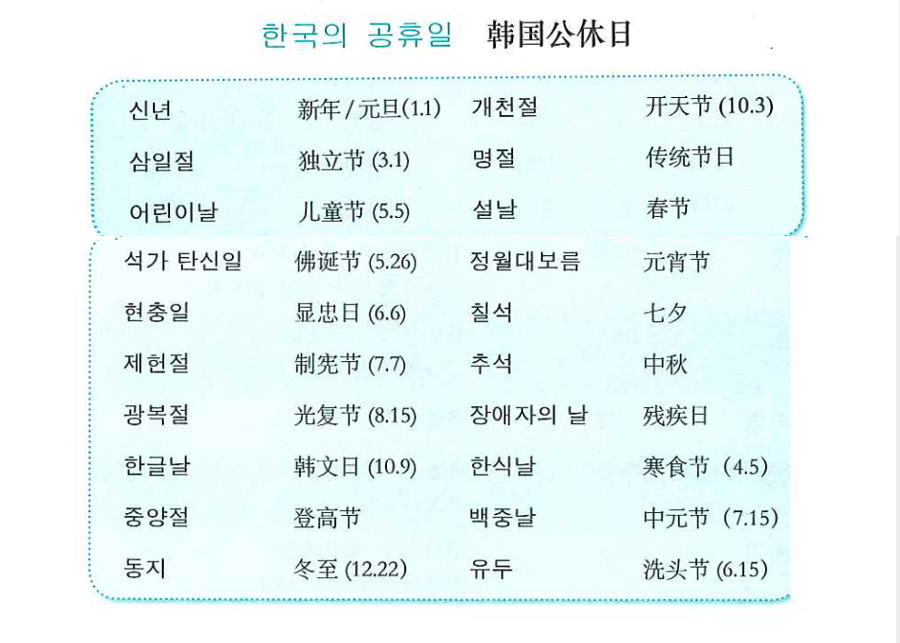 한국의 공휴일 韩国公休日
신년 新年/元旦(1.1) 개천절 开天节 (10.3)
삼일절 独立节 (3.1) 명절 传统节日
어린이날 儿童节 (5.5) 설날 春节
석가 탄신일 佛诞节 (5.26) 정월대보름 元宵节
현충일 显忠日 (6.6) 칠석 七夕
제헌절 制宪节 (7.7) 추석 中秋
광복절 光复节 (8.15) 장애자의 날 残疾日
한글날 韩文日 (10.9) 한식날 寒食节（4.5）
중양절 登高节 백중날 中元节（7.15）
동지 冬至 (12.22） 유두 洗头节 (6.15）